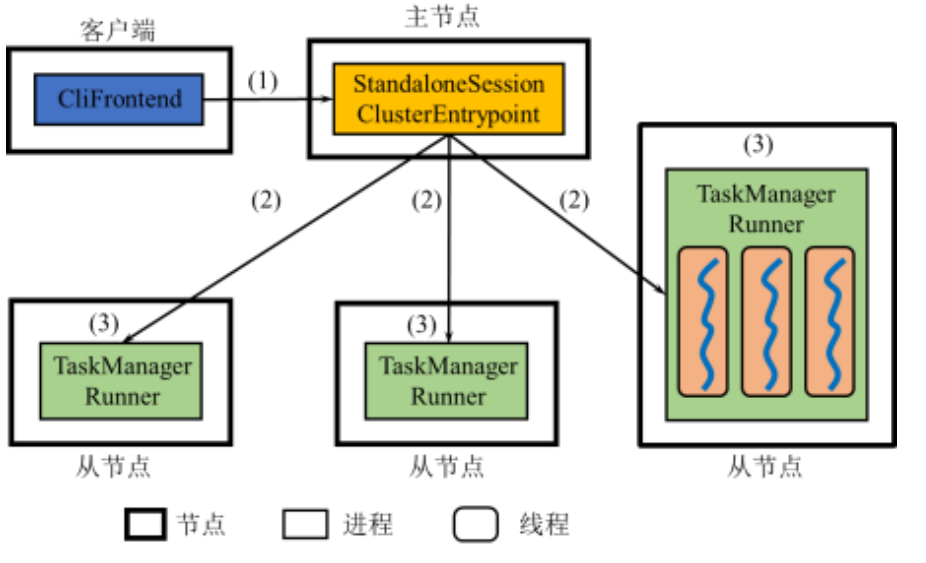 客户端
主节点
CliFrontend
(1)
StandaloneSession
ClusterEntrypoint
(2)
(2)
(2)
(3)
TaskManager
Runner
(3)
TaskManager
Runner
(3)
TaskManager
Runner
从节点
从节点
从节点
节点
进程
线程